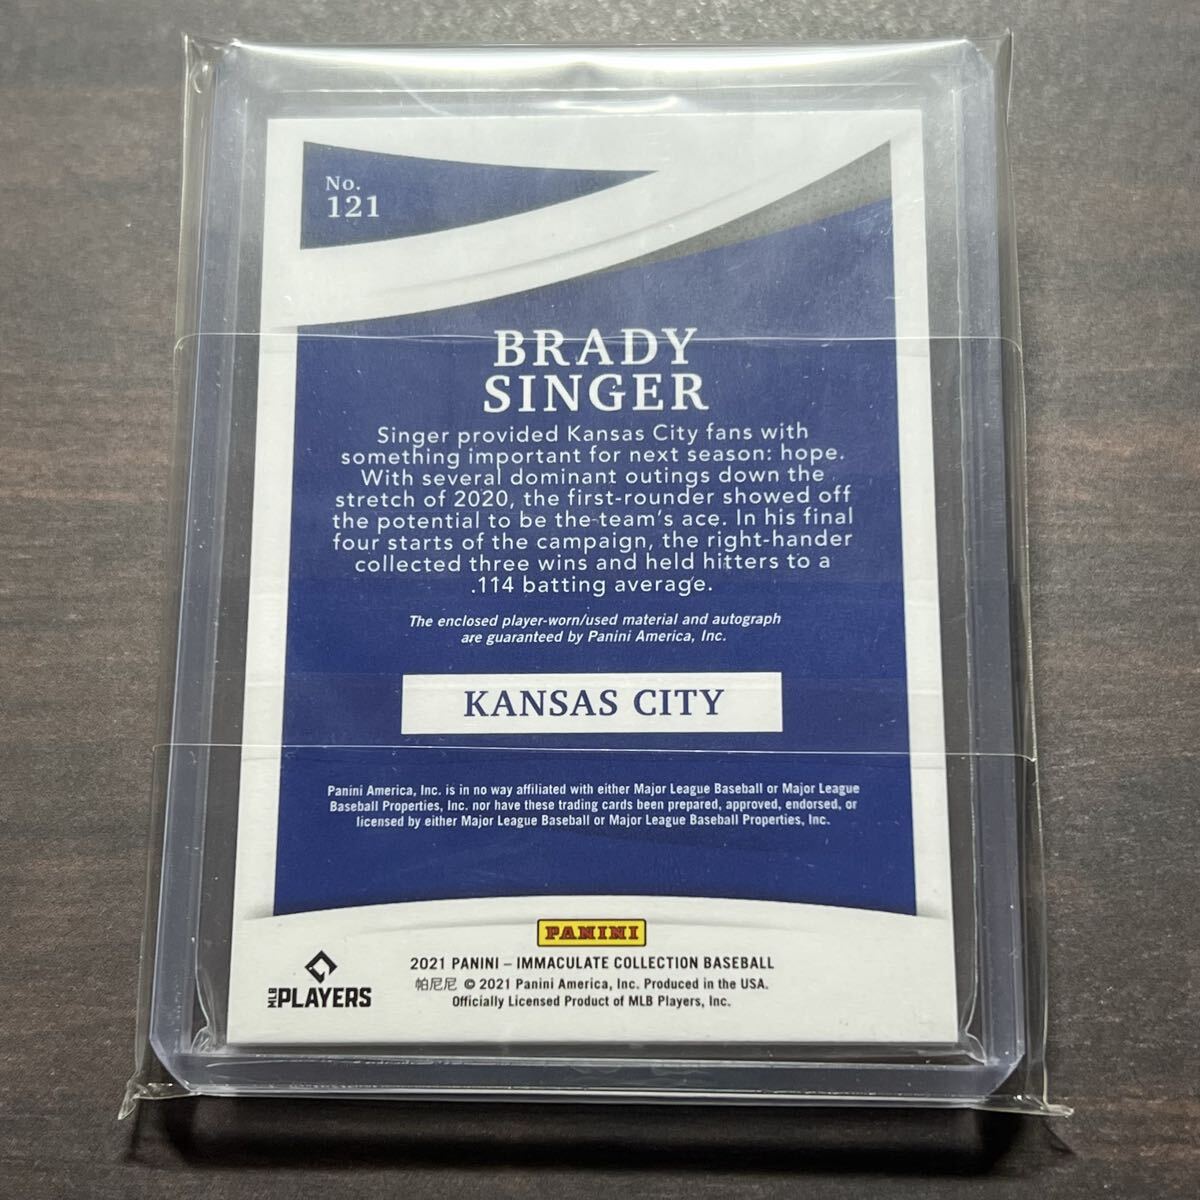 No.
121
BRADY
SINGER
Singer provided Kansas City fans with
something important for next season: hope.
With several dominant outings down the
stretch of 2020, the first-rounder showed off
the potential to be the team's ace. In his final
four starts of the campaign, the right-hander
collected three wins and held hitters to a
.114 batting average.
The enclosed player-worn/used material and autograph
are guaranteed by Panini America, Inc.
KANSAS CITY
Panini America, Inc. is in no way affiliated with either Major League Baseball or Major League
Baseball Properties, Inc. nor have these trading cards been prepared, approved, endorsed, or
licensed by either Major League Baseball or Major League Baseball Properties, Inc.
PANINI
2021 PANINI – IMMACULATE COLLECTION BASEBALL
帕尼尼 © 2021 Panini America, Inc. Produced in the USA.
Officially Licensed Product of MLB Players, Inc.
MLB PLAYERS